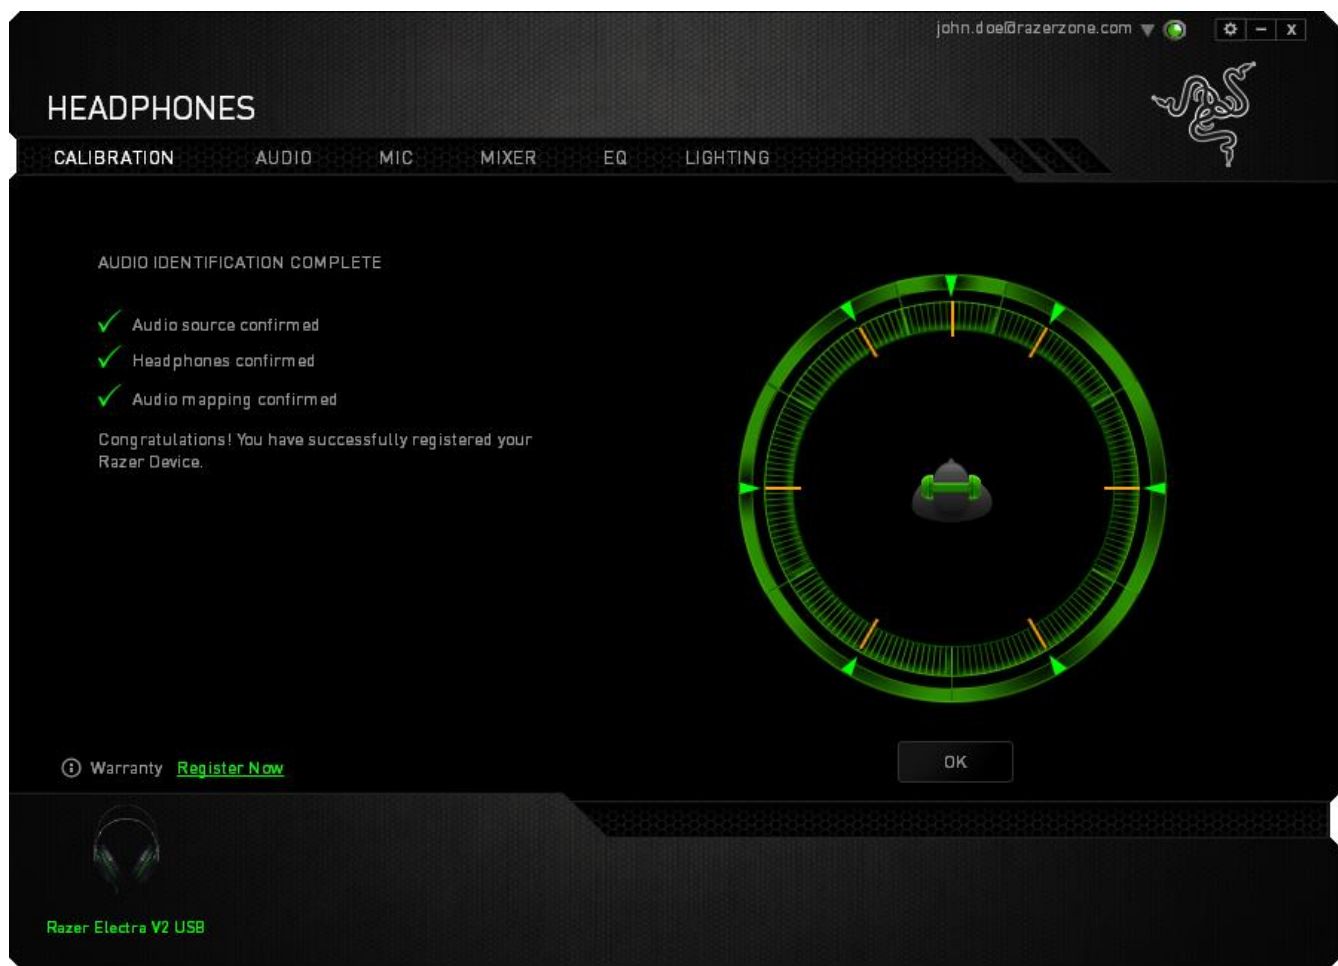 john.doe@razerzone.com
HEADPHONES
CALIBRATION AUDIO MIC MIXER EQ LIGHTING
AUDIO IDENTIFICATION COMPLETE
Audio source confirmed
Headphones confirmed
Audio mapping confirmed
Congratulations! You have successfully registered your
Razer Device.
Warranty Register Now
OK
Razer Electra V2 USB